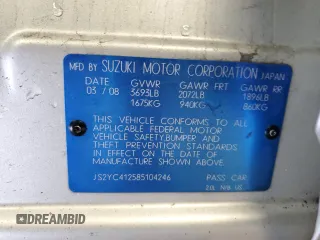 MFD BY SUZUKI MOTOR CORPORATION JAPAN
DATE GVWR GAWR FRT GAWR RR
03 / 08 3693LB 2072LB 1896LB
1675KG 940KG 860KG
THIS VEHICLE CONFORMS TO ALL
APPLICABLE FEDERAL MOTOR
VEHICLE SAFETY,BUMPER AND
THEFT PREVENTION STANDARDS
IN EFFECT ON THE DATE OF
MANUFACTURE SHOWN ABOVE.
JS2YC412585104246 PASS CAR
DREAMBID